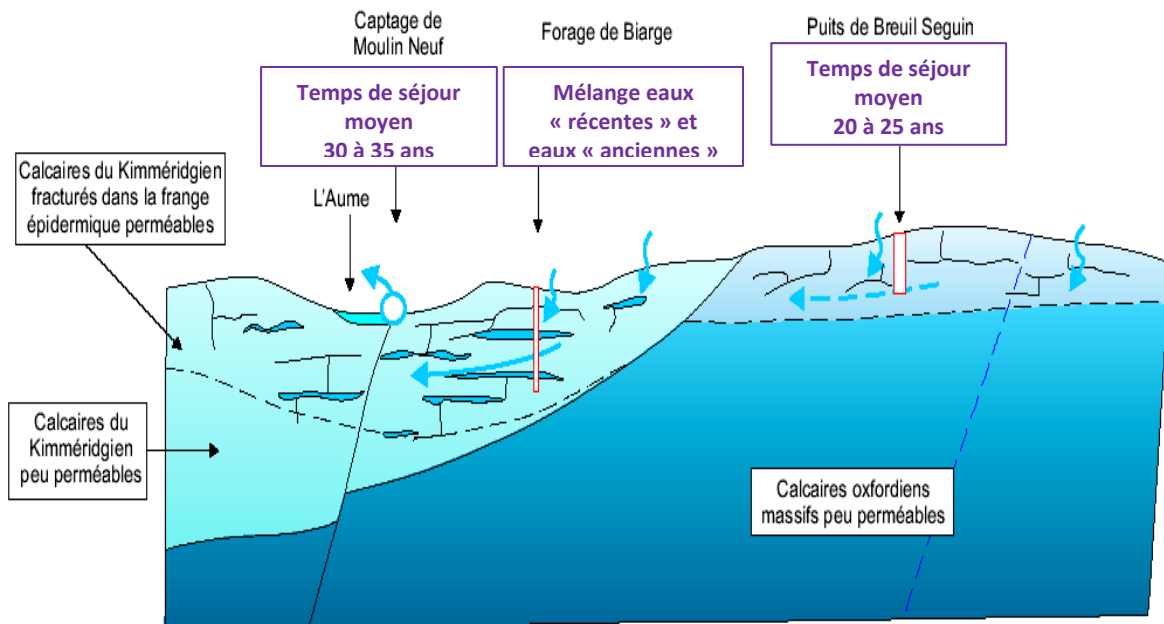 Captage de
Moulin Neuf
Forage de Biarge
Puits de Breuil Seguin
Temps de séjour
moyen
30 à 35 ans
Mélange eaux
« récentes » et
eaux « anciennes »
Temps de séjour
moyen
20 à 25 ans
Calcaires du Kimméridgien
fracturés dans la frange
épidermique perméables
L'Aume
Calcaires du
Kimméridgien
peu perméables
Calcaires oxfordiens
massifs peu perméables